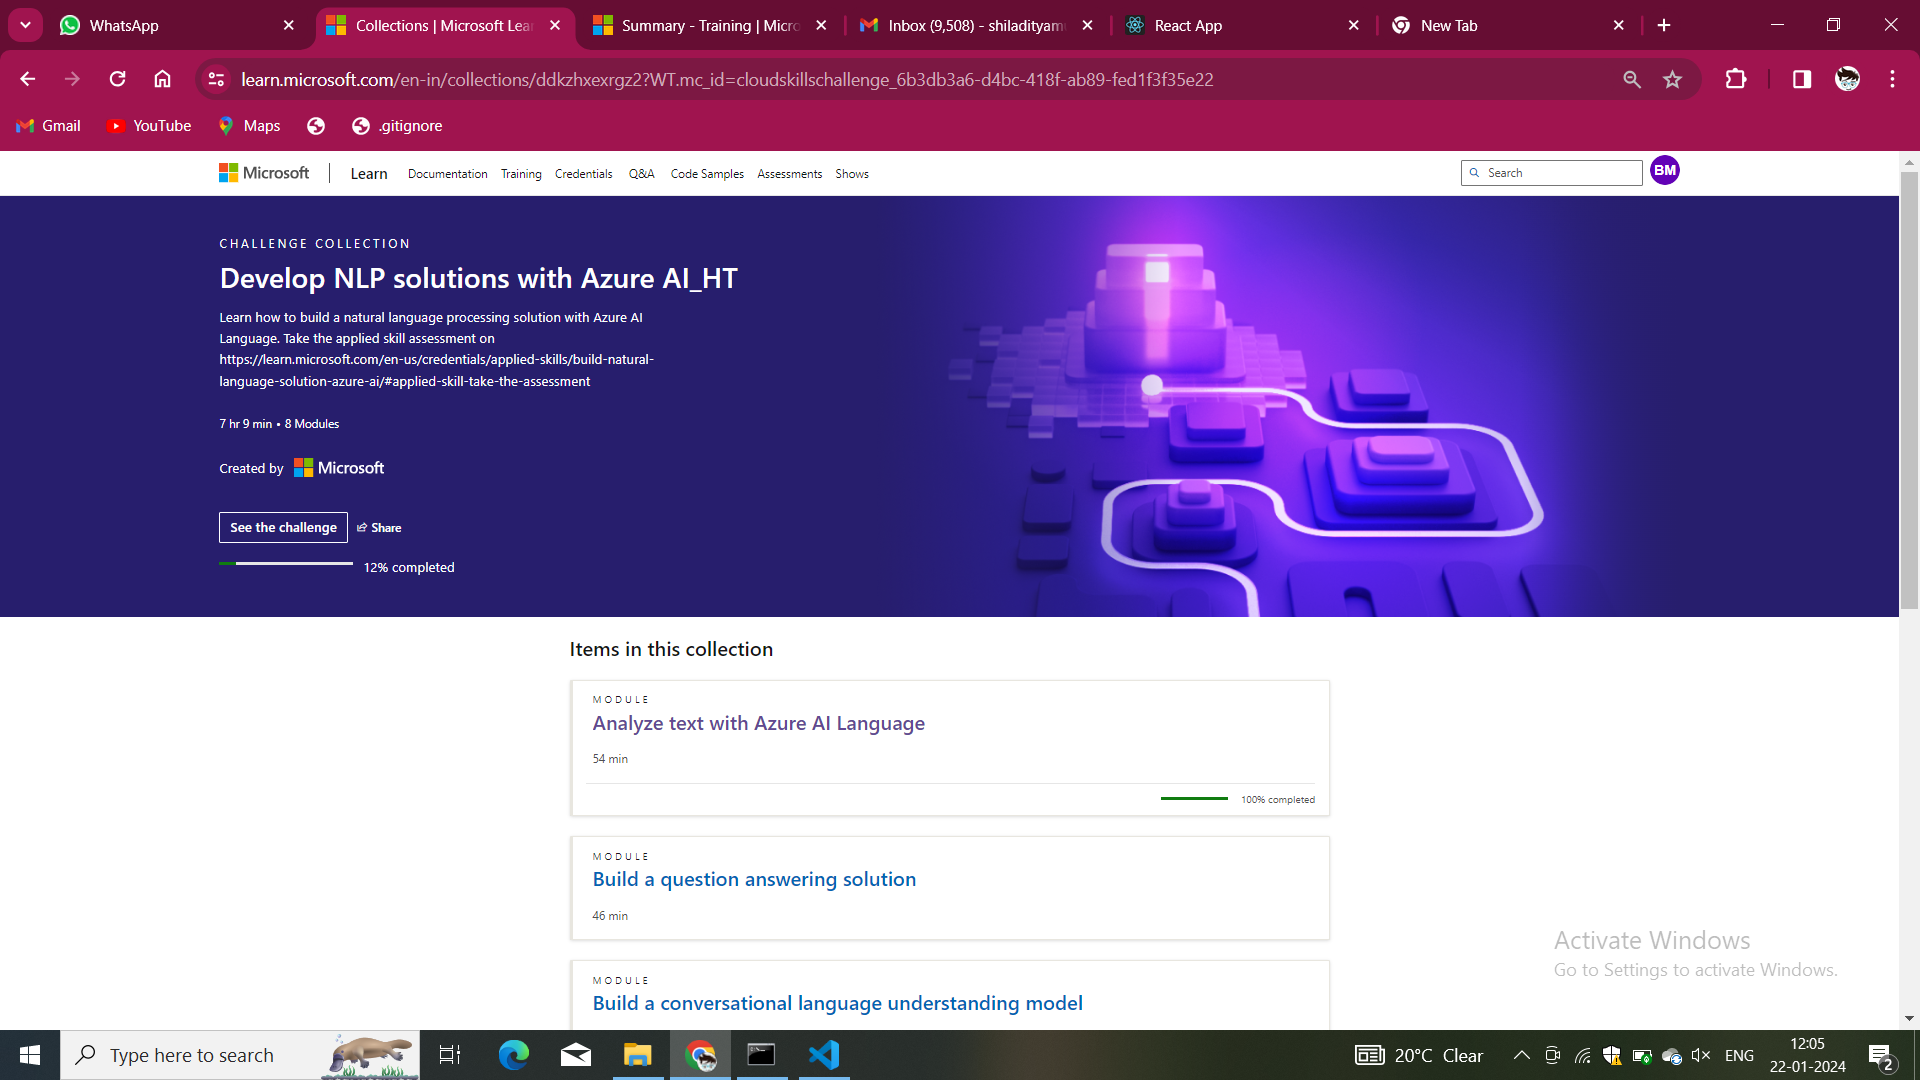 WhatsApp
Collections | Microsoft Lear
Summary - Training | Micro
Inbox (9,508) - shiladityam
React App
New Tab
learn.microsoft.com/en-in/collections/ddkzhxexrgz2?WT.mc_id=cloudskillschallenge_6b3db3a6-d4bc-418f-ab89-fed1f3f35e22
Gmail
YouTube
Maps
.gitignore
Microsoft
Learn
Documentation
Training
Credentials
Q&A
Code Samples
Assessments
Shows
Search
BM
CHALLENGE COLLECTION
Develop NLP solutions with Azure AI_HT
Learn how to build a natural language processing solution with Azure AI
Language. Take the applied skill assessment on
https://learn.microsoft.com/en-us/credentials/applied-skills/build-natural-
language-solution-azure-ai/#applied-skill-take-the-assessment
7 hr 9 min • 8 Modules
Created by Microsoft
See the challenge
Share
12% completed
Items in this collection
MODULE
Analyze text with Azure AI Language
54 min
100% completed
MODULE
Build a question answering solution
46 min
MODULE
Build a conversational language understanding model
Activate Windows
Go to Settings to activate Windows.
Type here to search
20°C Clear
ENG
12:05
22-01-2024
2